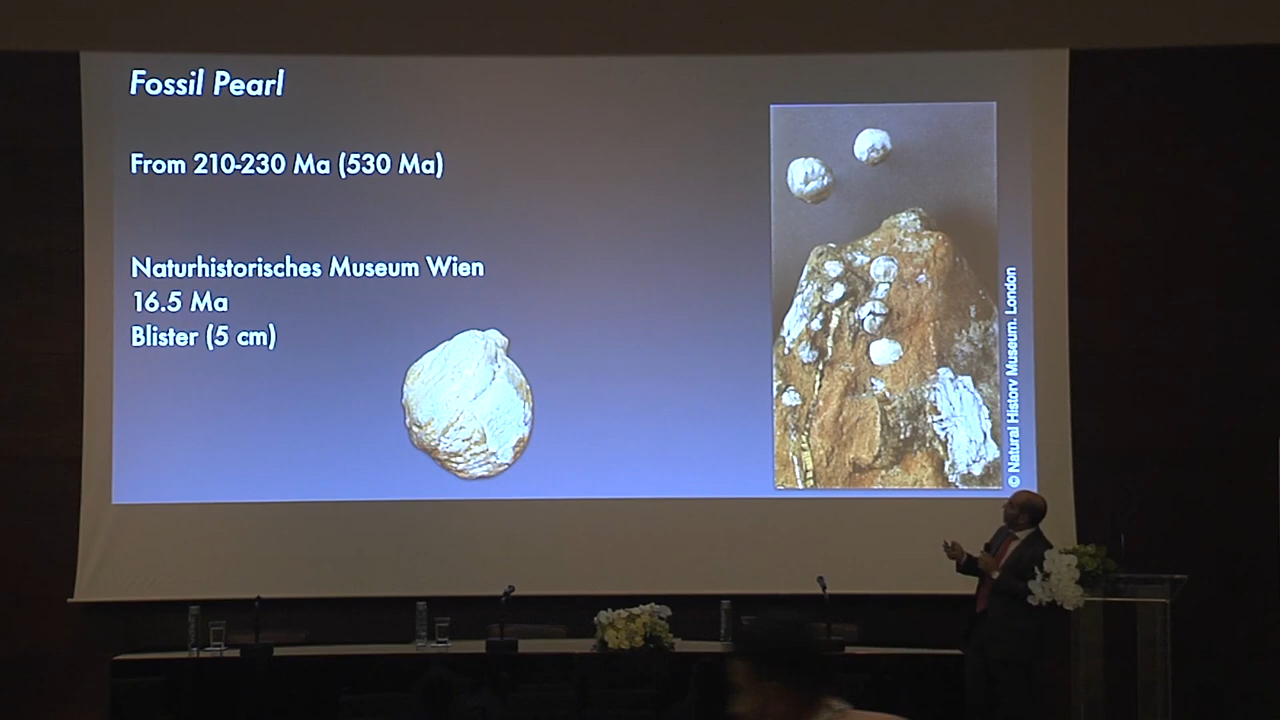 Fossil Pearl
From 210-230 Ma (530 Ma)
Naturhistorisches Museum Wien
16.5 Ma
Blister (5 cm)
© Natural History Museum. London